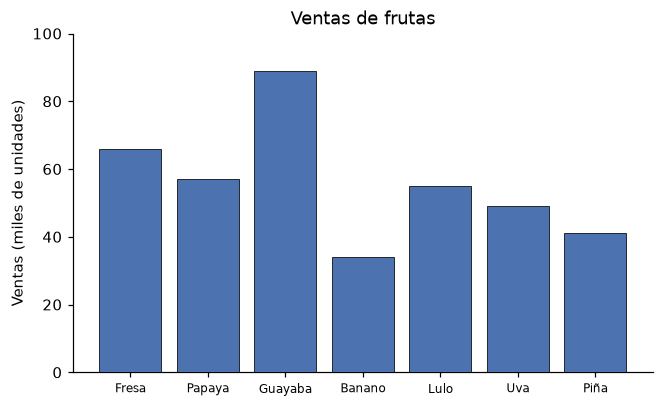 Ventas de frutas
Ventas (miles de unidades)
100
80
60
40
20
0
Fresa Papaya Guayaba Banano Lulo Uva Piña